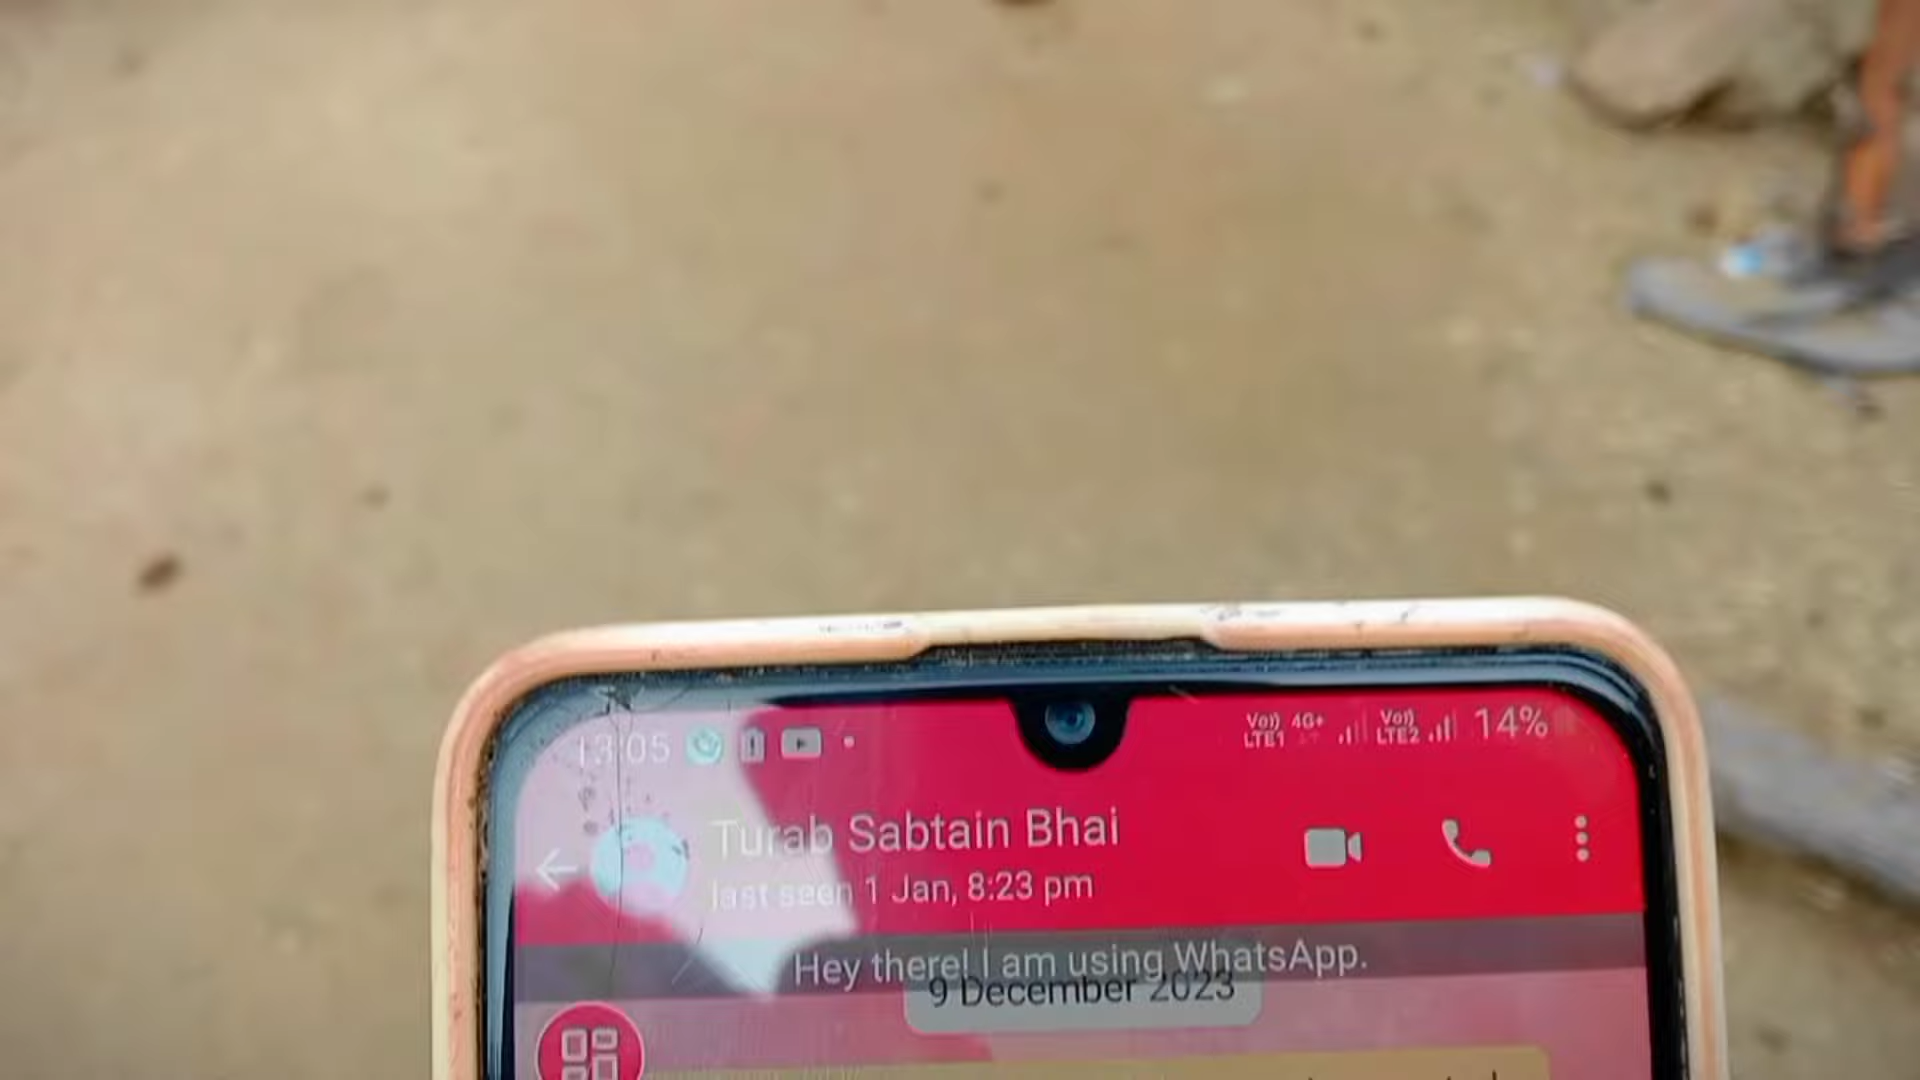 13:05
Vo)) 4G+ Vo)) 14%
LTE1 LTE2
Turab Sabtain Bhai
last seen 1 Jan, 8:23 pm
Hey there! I am using WhatsApp.
9 December 2023